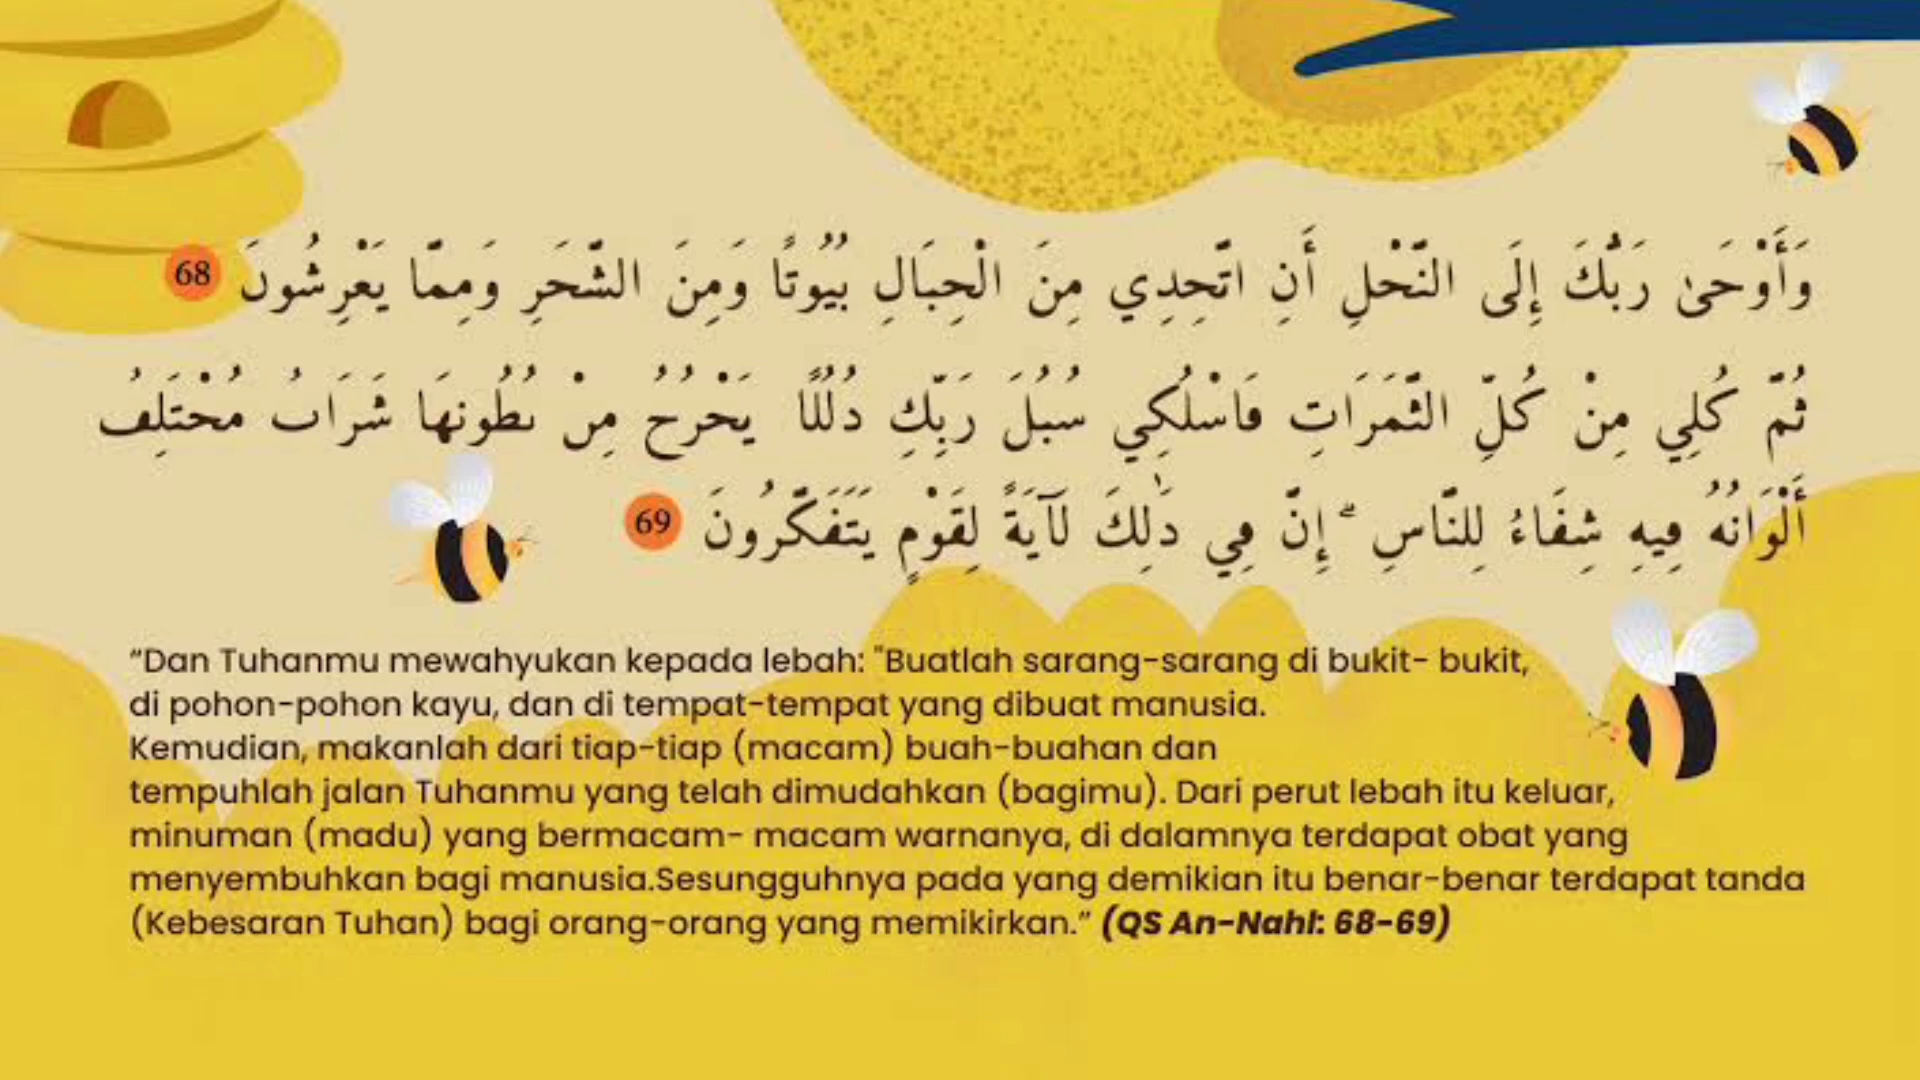 وَأَوْحَىٰ رَبُّكَ إِلَى النَّحْلِ أَنِ اتَّحِدِي مِنَ الْحِبَالِ بُيُوتًا وَمِنَ الشَّحَرِ وَمِمَّا يَعْرِشُونَ 68
ثُمَّ كُلِي مِنْ كُلِّ الثَّمَرَاتِ فَاسْلُكِي سُبُلَ رَبِّكِ دُلُلًا يَحْرُحُ مِنْ بُطُونِهَا شَرَابٌ مُحْتَلِفٌ
أَلْوَانُهُ فِيهِ شِفَاءٌ لِلنَّاسِ ۗ إِنَّ فِي دَٰلِكَ لَآيَةً لِقَوْمٍ يَتَفَكَّرُونَ 69
“Dan Tuhanmu mewahyukan kepada lebah: "Buatlah sarang-sarang di bukit- bukit,
di pohon-pohon kayu, dan di tempat-tempat yang dibuat manusia.
Kemudian, makanlah dari tiap-tiap (macam) buah-buahan dan
tempuhlah jalan Tuhanmu yang telah dimudahkan (bagimu). Dari perut lebah itu keluar,
minuman (madu) yang bermacam- macam warnanya, di dalamnya terdapat obat yang
menyembuhkan bagi manusia.Sesungguhnya pada yang demikian itu benar-benar terdapat tanda
(Kebesaran Tuhan) bagi orang-orang yang memikirkan.” (QS An-Nahl: 68-69)